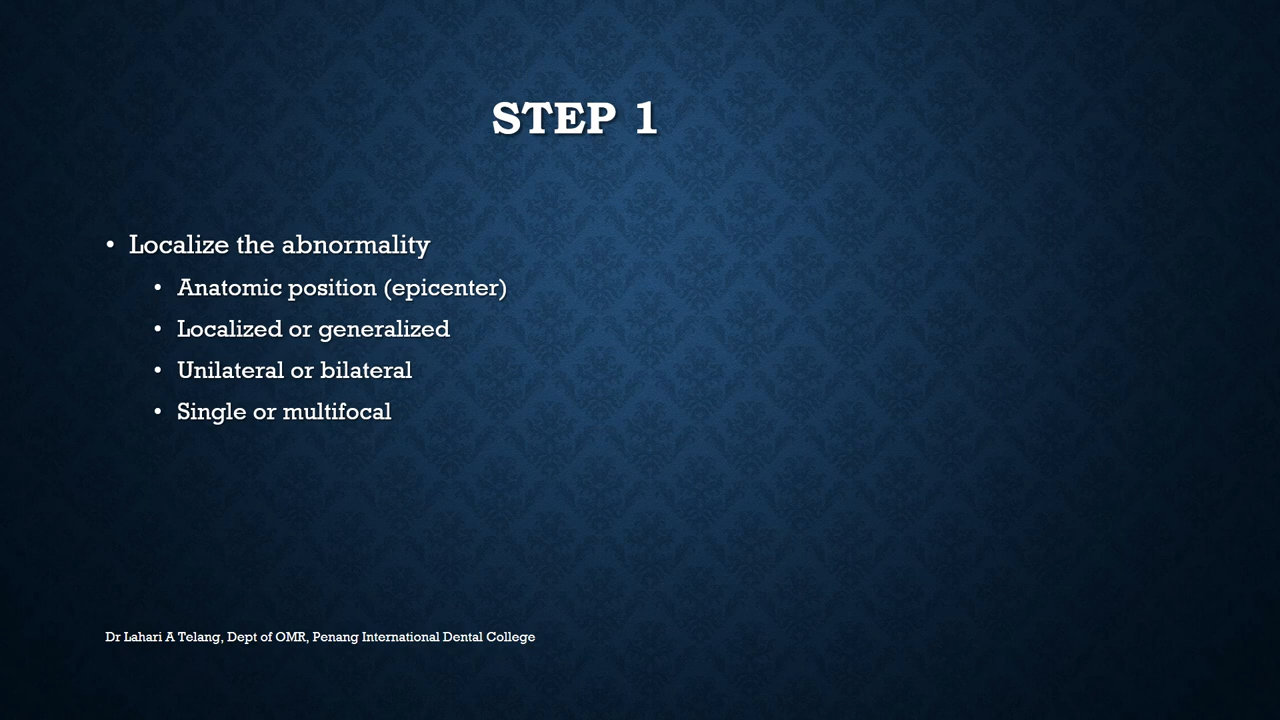 STEP 1
• Localize the abnormality
• Anatomic position (epicenter)
• Localized or generalized
• Unilateral or bilateral
• Single or multifocal
Dr Lahari A Telang, Dept of OMR, Penang International Dental College